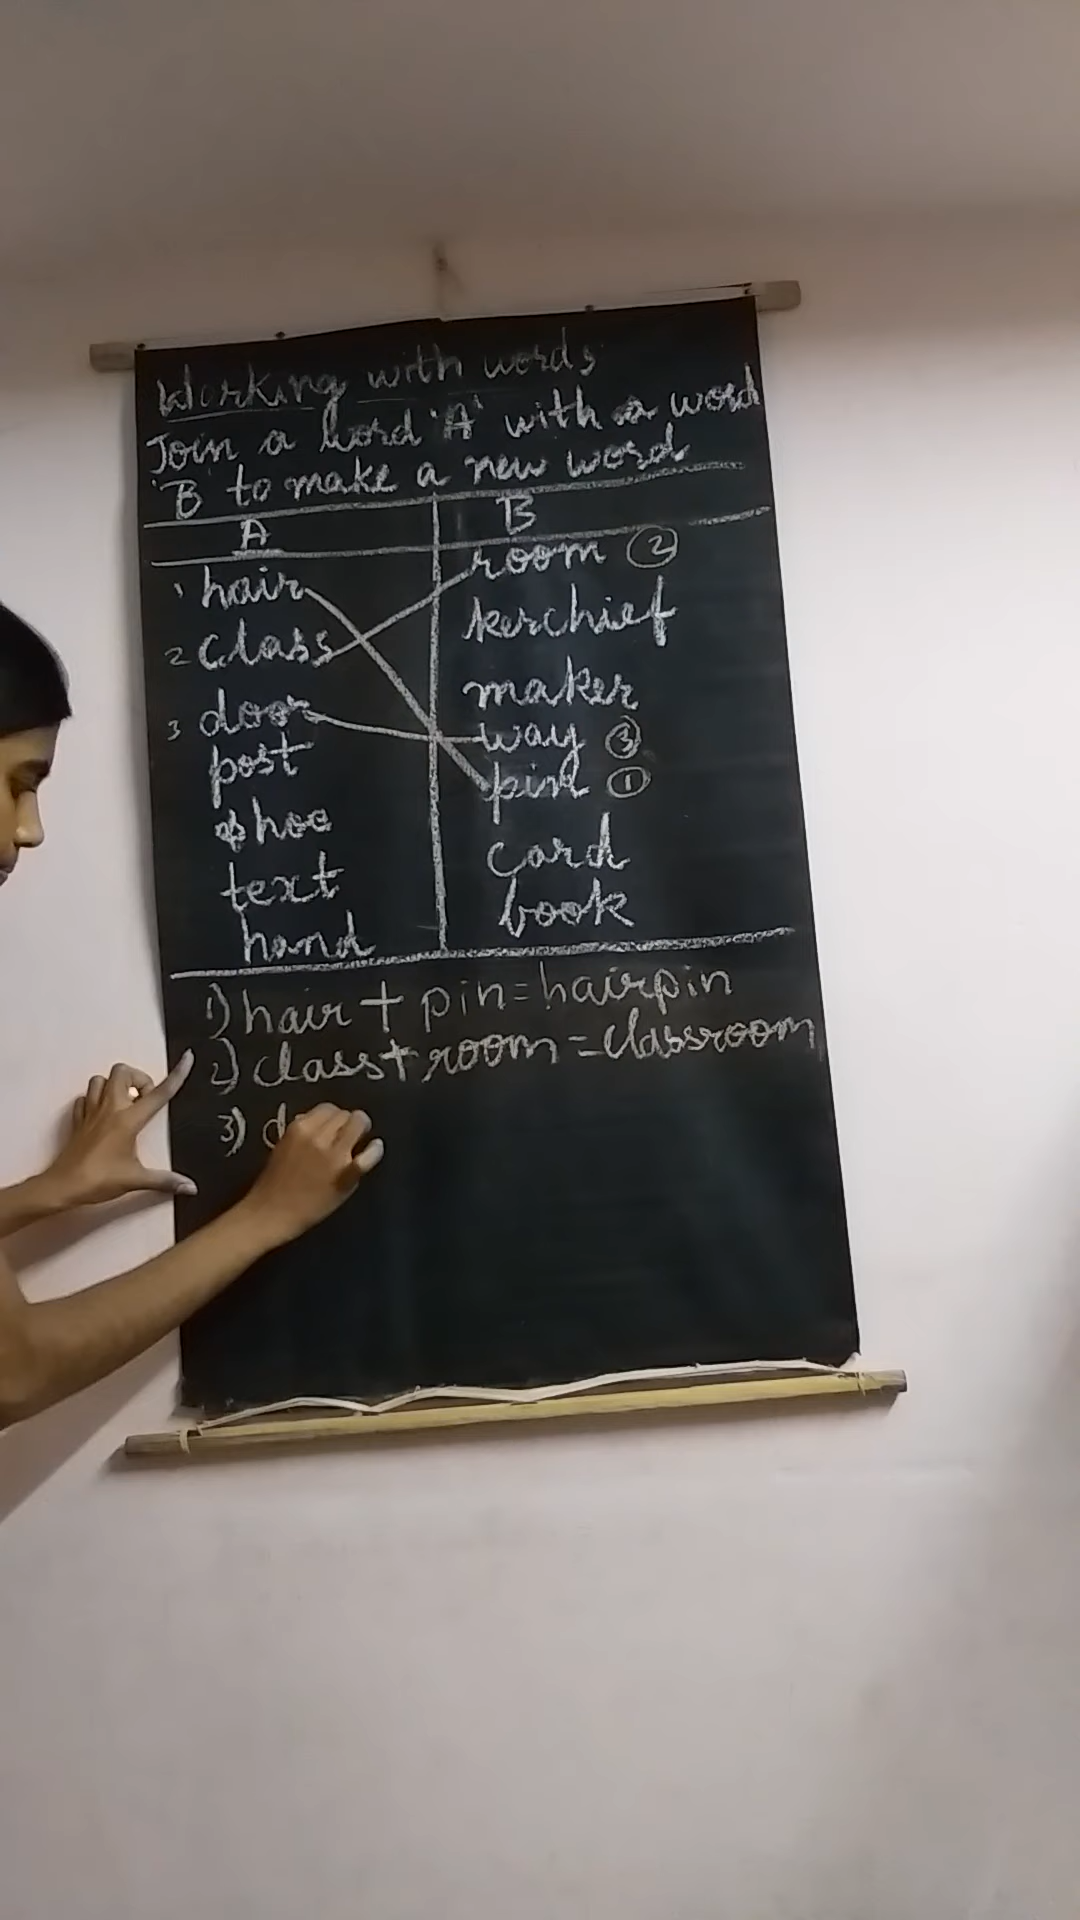 Working with words
Join a word 'A' with a word
'B' to make a new word
A B
1 hair room ②
2 class kerchief
3 door maker
post way ③
shoe pin ①
text card
hand book
1) hair + pin = hairpin
2) class + room = classroom
3) d